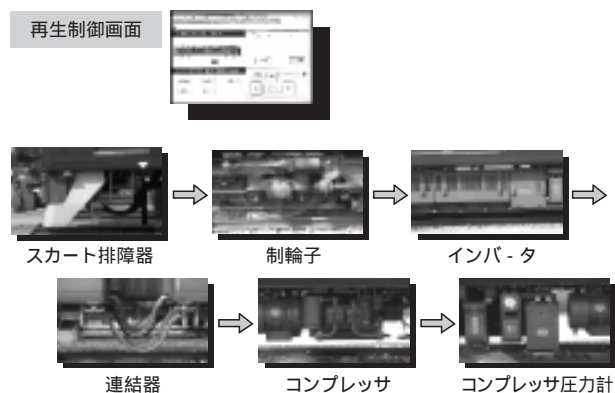 再生制御画面
スカート排障器
制輪子
インバ - タ
連結器
コンプレッサ
コンプレッサ圧力計